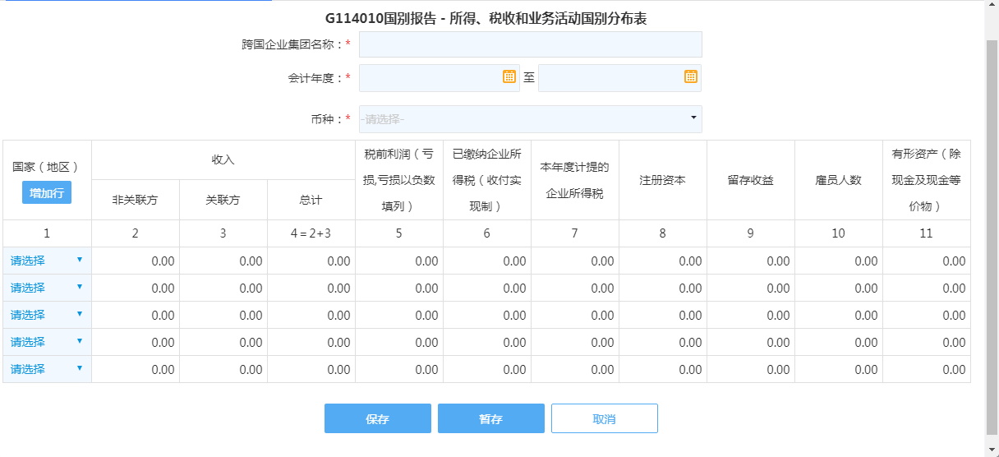 G114010国别报告 - 所得、税收和业务活动国别分布表
跨国企业集团名称：*
会计年度：* 至
币种：* -请选择-
国家（地区）
增加行
收入
非关联方 关联方 总计
税前利润（亏
损,亏损以负数
填列）
已缴纳企业所
得税（收付实
现制）
本年度计提的
企业所得税
注册资本
留存收益
雇员人数
有形资产（除
现金及现金等
价物）
1 2 3 4＝2+3 5 6 7 8 9 10 11
请选择 0.00 0.00 0.00 0.00 0.00 0.00 0.00 0.00 0.00 0.00
请选择 0.00 0.00 0.00 0.00 0.00 0.00 0.00 0.00 0.00 0.00
请选择 0.00 0.00 0.00 0.00 0.00 0.00 0.00 0.00 0.00 0.00
请选择 0.00 0.00 0.00 0.00 0.00 0.00 0.00 0.00 0.00 0.00
请选择 0.00 0.00 0.00 0.00 0.00 0.00 0.00 0.00 0.00 0.00
保存 暂存 取消